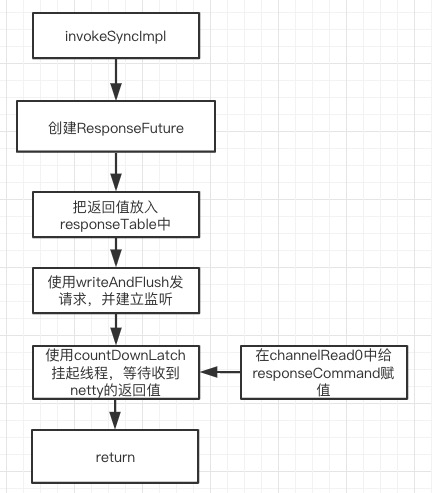 invokeSyncImpl
创建ResponseFuture
把返回值放入
responseTable中
使用writeAndFlush发
请求，并建立监听
使用countDownLatch
挂起线程，等待收到
netty的返回值
在channelRead0中给
responseCommand赋
值
return